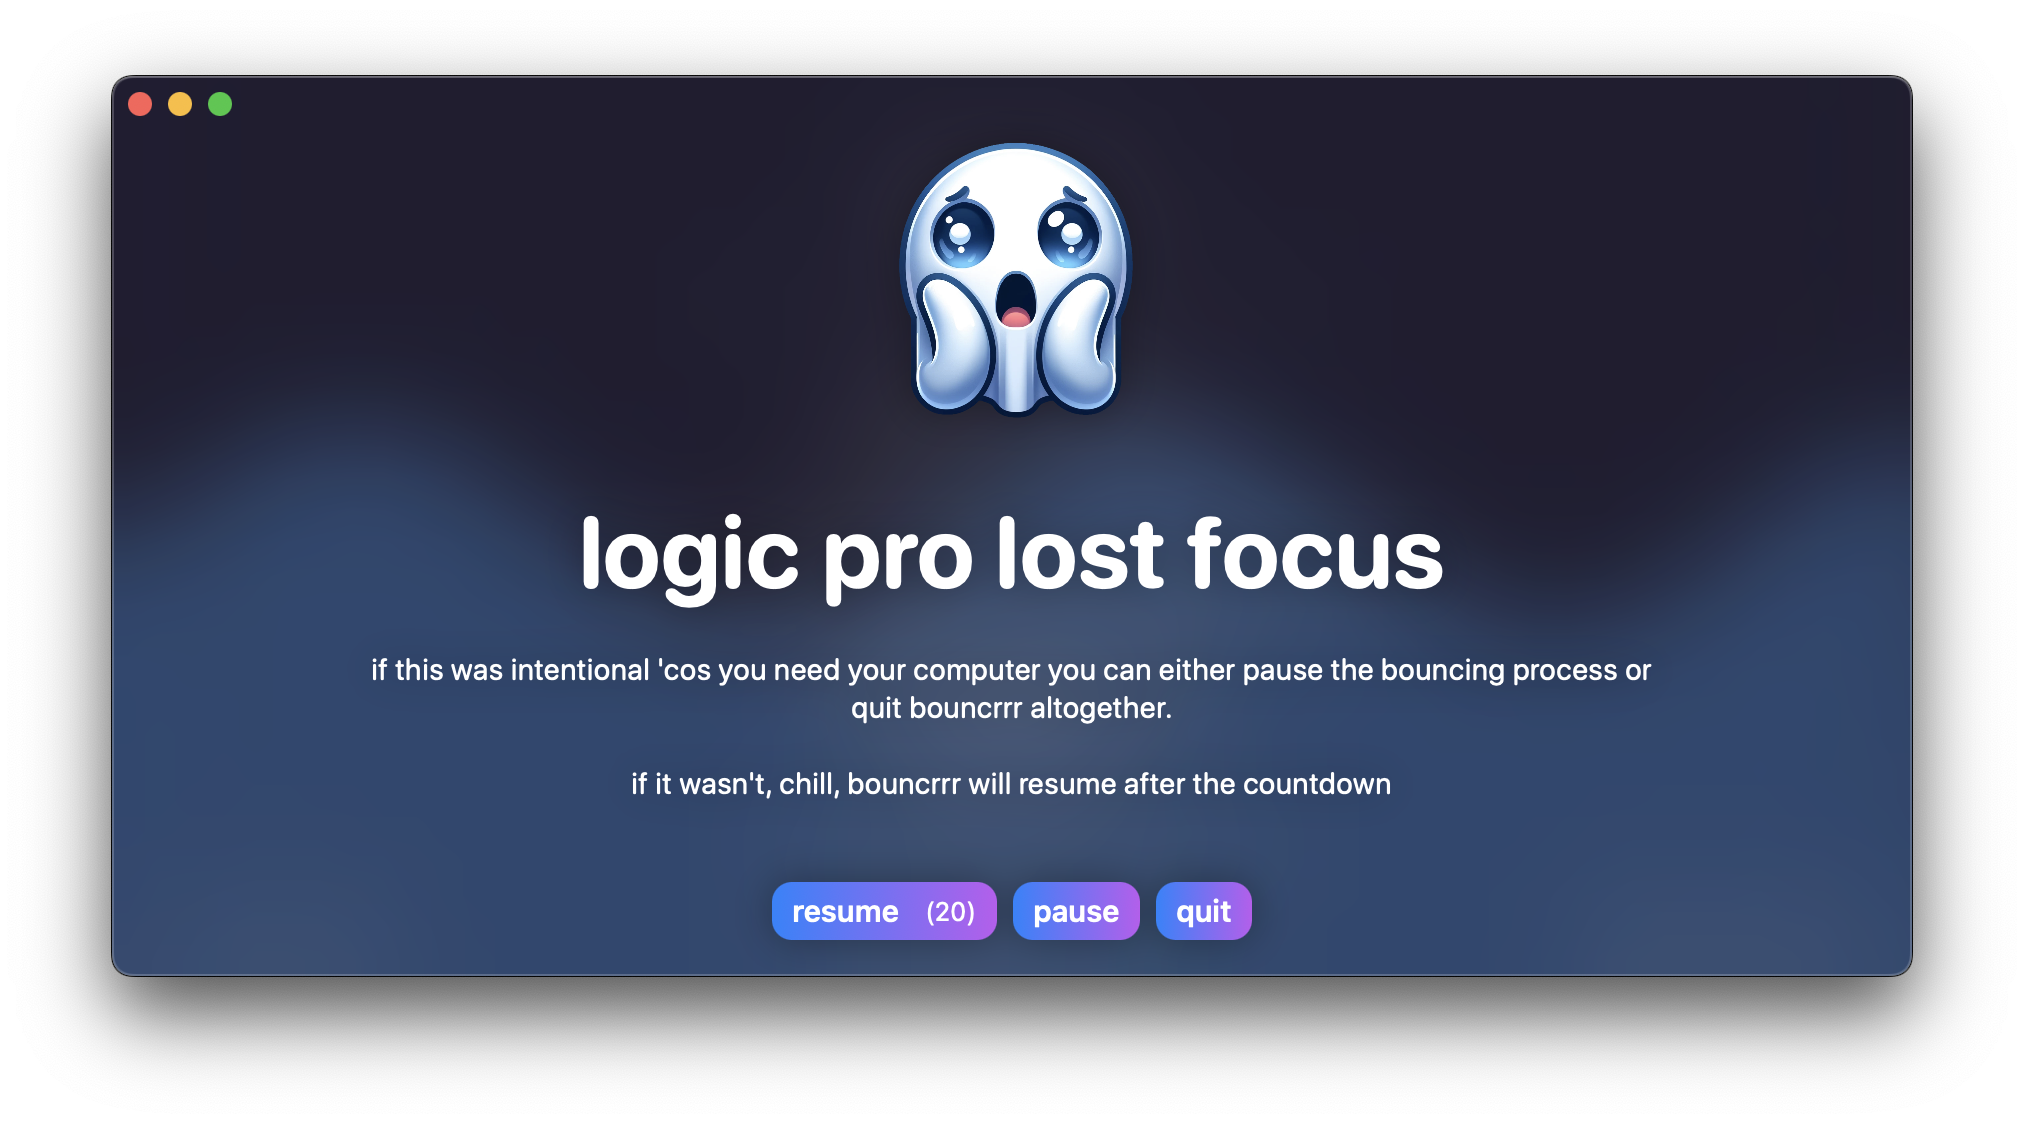 logic pro lost focus
if this was intentional 'cos you need your computer you can either pause the bouncing process or
quit bouncrrr altogether.
if it wasn't, chill, bouncrrr will resume after the countdown
resume (20) pause quit